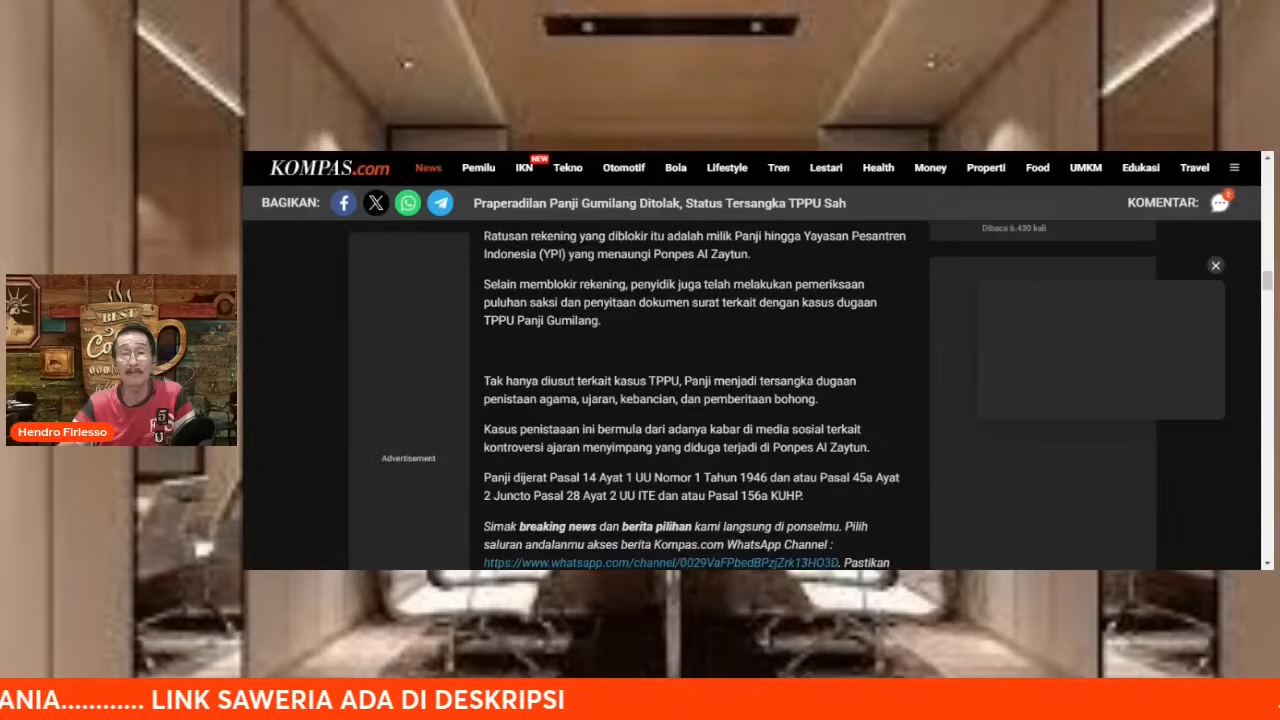 KOMPAS.com
News
Pemilu
IKN
NEW
Tekno
Otomotif
Bola
Lifestyle
Tren
Lestari
Health
Money
Properti
Food
UMKM
Edukasi
Travel
BAGIKAN:
Praperadilan Panji Gumilang Ditolak, Status Tersangka TPPU Sah
KOMENTAR:
2
Dibaca 6.430 kali
Ratusan rekening yang diblokir itu adalah milik Panji hingga Yayasan Pesantren
Indonesia (YPI) yang menaungi Ponpes Al Zaytun.
Selain memblokir rekening, penyidik juga telah melakukan pemeriksaan
puluhan saksi dan penyitaan dokumen surat terkait dengan kasus dugaan
TPPU Panji Gumilang.
Tak hanya diusut terkait kasus TPPU, Panji menjadi tersangka dugaan
penistaan agama, ujaran, kebancian, dan pemberitaan bohong.
Kasus penistaaan ini bermula dari adanya kabar di media sosial terkait
kontroversi ajaran menyimpang yang diduga terjadi di Ponpes Al Zaytun.
Panji dijerat Pasal 14 Ayat 1 UU Nomor 1 Tahun 1946 dan atau Pasal 45a Ayat
2 Juncto Pasal 28 Ayat 2 UU ITE dan atau Pasal 156a KUHP.
Simak breaking news dan berita pilihan kami langsung di ponselmu. Pilih
saluran andalanmu akses berita Kompas.com WhatsApp Channel :
https://www.whatsapp.com/channel/0029VaFPbedBPzjZrk13HO3D. Pastikan
Advertisement
BEST
Hendro Firlesso
ANIA........... LINK SAWERIA ADA DI DESKRIPSI